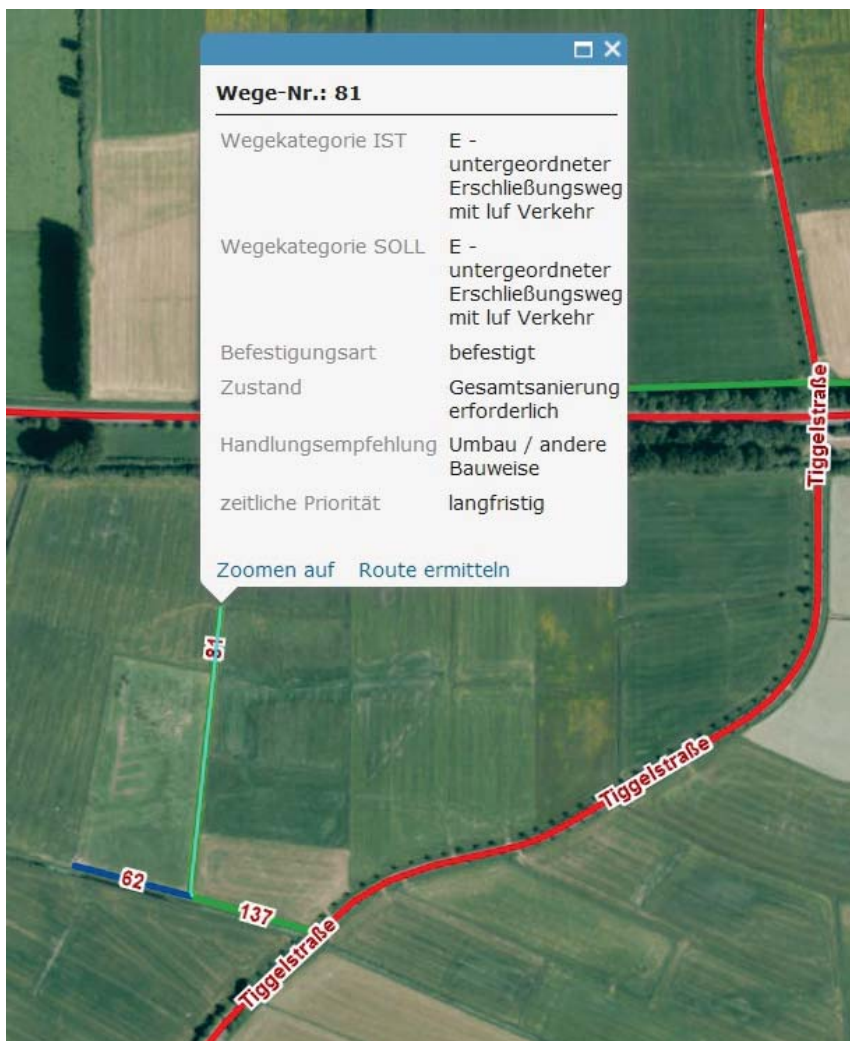 Wege-Nr.: 81
Wegekategorie IST E -
untergeordneter
Erschließungsweg
mit luf Verkehr
Wegekategorie SOLL E -
untergeordneter
Erschließungsweg
mit luf Verkehr
Befestigungsart befestigt
Zustand Gesamtsanierung
erforderlich
Handlungsempfehlung Umbau / andere
Bauweise
zeitliche Priorität langfristig
Zoomen auf Route ermitteln
Tiggelstraße
81
Tiggelstraße
62
137
Tiggelstraße